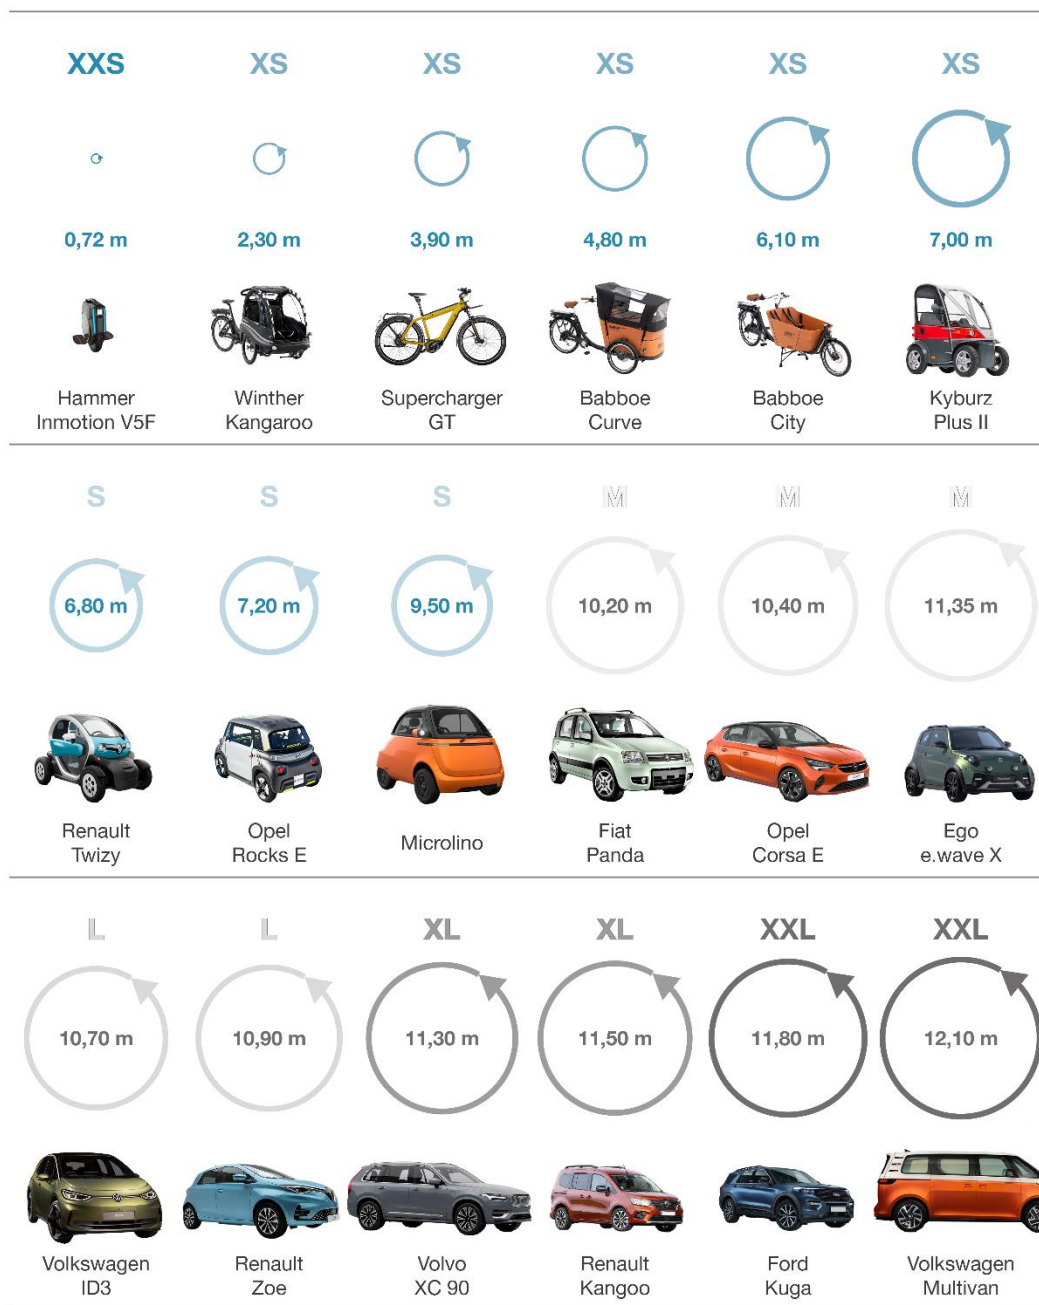 XXS XS XS XS XS XS
0,72 m 2,30 m 3,90 m 4,80 m 6,10 m 7,00 m
Hammer Winther Supercharger Babboe Babboe Kyburz
Inmotion V5F Kangaroo GT Curve City Plus II
S S S M M M
6,80 m 7,20 m 9,50 m 10,20 m 10,40 m 11,35 m
Renault Opel Microlino Fiat Opel Ego
Twizy Rocks E Panda Corsa E e.wave X
L L XL XL XXL XXL
10,70 m 10,90 m 11,30 m 11,50 m 11,80 m 12,10 m
Volkswagen Renault Volvo Renault Ford Volkswagen
ID3 Zoe XC 90 Kangoo Kuga Multivan